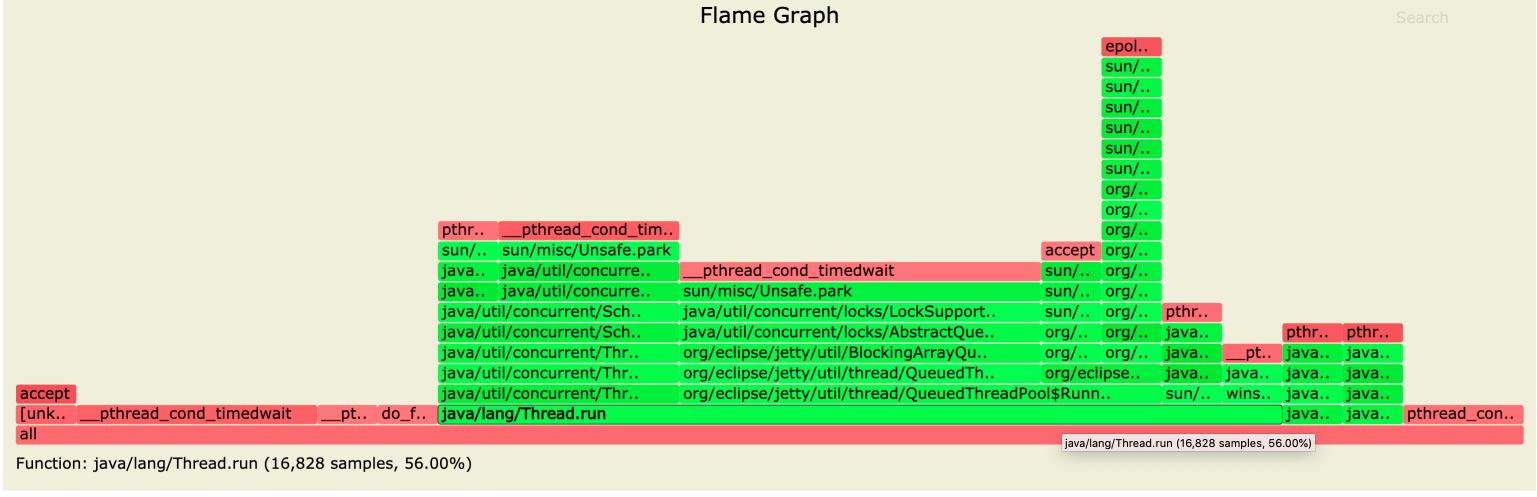 Flame Graph Search
epol..
sun/..
sun/..
sun/..
sun/..
sun/..
sun/..
org/..
org/..
pthr.. __pthread_cond_tim.. org/..
sun/.. sun/misc/Unsafe.park accept org/..
java.. java/util/concurre.. __pthread_cond_timedwait sun/.. org/..
java.. java/util/concurre.. sun/misc/Unsafe.park sun/.. org/..
java/util/concurrent/Sch.. java/util/concurrent/locks/LockSupport.. sun/.. org/.. pthr..
java/util/concurrent/Sch.. java/util/concurrent/locks/AbstractQue.. org/.. org/.. java.. pthr.. pthr..
java/util/concurrent/Thr.. org/eclipse/jetty/util/BlockingArrayQu.. org/.. org/.. java.. __pt.. java.. java..
java/util/concurrent/Thr.. org/eclipse/jetty/util/thread/QueuedTh.. org/eclipse.. java.. java.. java.. java..
accept java/util/concurrent/Thr.. org/eclipse/jetty/util/thread/QueuedThreadPool$Runn.. sun/.. wins.. java.. java..
[unk.. __pthread_cond_timedwait __pt.. do_f.. java/lang/Thread.run java.. java.. pthread_con..
all
java/lang/Thread.run (16,828 samples, 56.00%)
Function: java/lang/Thread.run (16,828 samples, 56.00%)